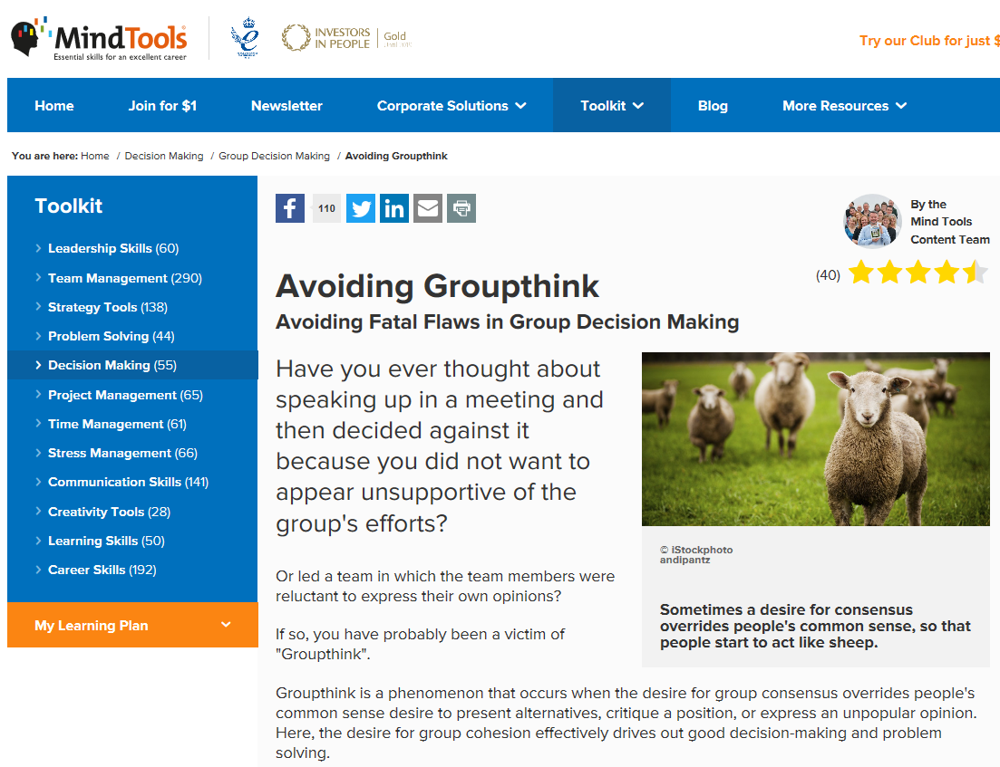 MindTools
Essential skills for an excellent career
INVESTORS
IN PEOPLE
Gold
Try our Club for just $
Home
Join for $1
Newsletter
Corporate Solutions
Toolkit
Blog
More Resources
You are here: Home / Decision Making / Group Decision Making / Avoiding Groupthink
Toolkit
Leadership Skills (60)
Team Management (290)
Strategy Tools (138)
Problem Solving (44)
Decision Making (55)
Project Management (65)
Time Management (61)
Stress Management (66)
Communication Skills (141)
Creativity Tools (28)
Learning Skills (50)
Career Skills (192)
My Learning Plan
110
By the
Mind Tools
Content Team
(40)
Avoiding Groupthink
Avoiding Fatal Flaws in Group Decision Making
Have you ever thought about
speaking up in a meeting and
then decided against it
because you did not want to
appear unsupportive of the
group's efforts?
© iStockphoto
andipantz
Sometimes a desire for consensus
overrides people's common sense, so that
people start to act like sheep.
Or led a team in which the team members were
reluctant to express their own opinions?
If so, you have probably been a victim of
"Groupthink".
Groupthink is a phenomenon that occurs when the desire for group consensus overrides people's
common sense desire to present alternatives, critique a position, or express an unpopular opinion.
Here, the desire for group cohesion effectively drives out good decision-making and problem
solving.